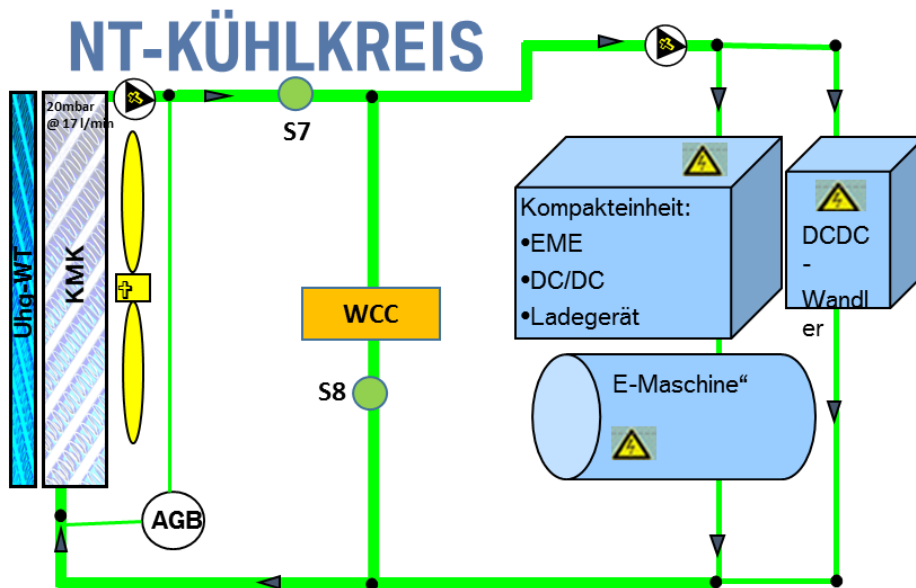 NT-KÜHLKREIS
20mbar
@ 17 l/min
Uhg-WT
KMK
S7
Kompakteinheit:
•EME
•DC/DC
•Ladegerät
DCDC
-
Wandl
er
WCC
S8
E-Maschine“
AGB